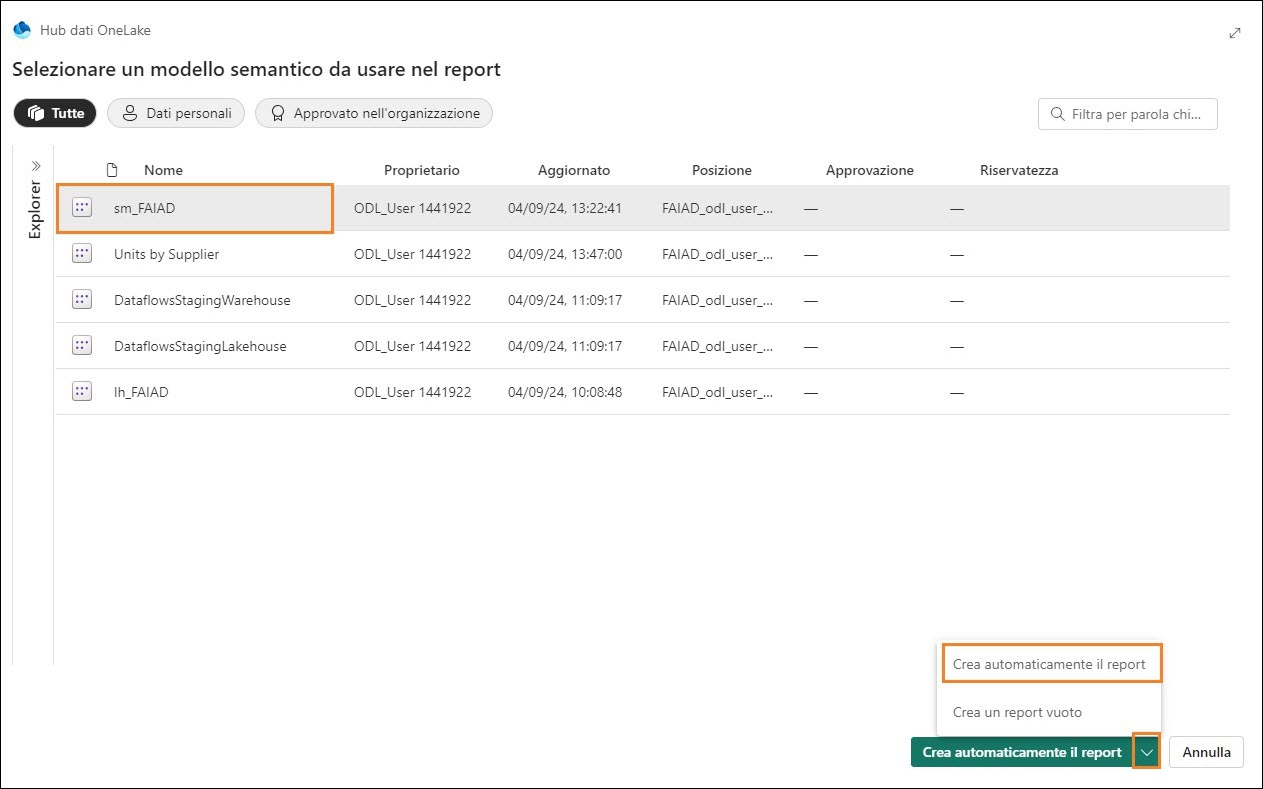 Hub dati OneLake
Selezionare un modello semantico da usare nel report
Tutte Dati personali Approvato nell'organizzazione Filtra per parola chi...
Explorer
Nome Proprietario Aggiornato Posizione Approvazione Riservatezza
sm_FAIAD ODL_User 1441922 04/09/24, 13:22:41 FAIAD_odl_user_... — —
Units by Supplier ODL_User 1441922 04/09/24, 13:47:00 FAIAD_odl_user_... — —
DataflowsStagingWarehouse ODL_User 1441922 04/09/24, 11:09:17 FAIAD_odl_user_... — —
DataflowsStagingLakehouse ODL_User 1441922 04/09/24, 11:09:17 FAIAD_odl_user_... — —
lh_FAIAD ODL_User 1441922 04/09/24, 10:08:48 FAIAD_odl_user_... — —
Crea automaticamente il report
Crea un report vuoto
Crea automaticamente il report Annulla